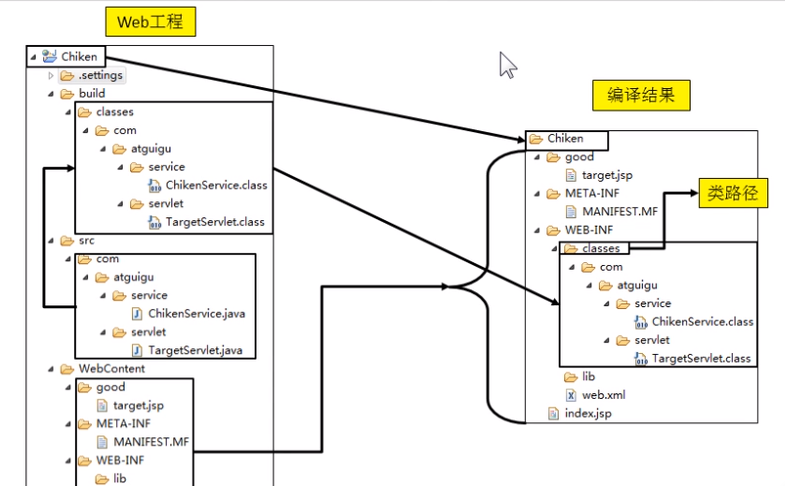 Web工程
Chiken
.settings
build
classes
com
atguigu
service
ChikenService.class
servlet
TargetServlet.class
src
com
atguigu
service
ChikenService.java
servlet
TargetServlet.java
WebContent
good
target.jsp
META-INF
MANIFEST.MF
WEB-INF
lib
编译结果
Chiken
good
target.jsp
META-INF
MANIFEST.MF
WEB-INF
classes
类路径
com
atguigu
service
ChikenService.class
servlet
TargetServlet.class
lib
web.xml
index.jsp